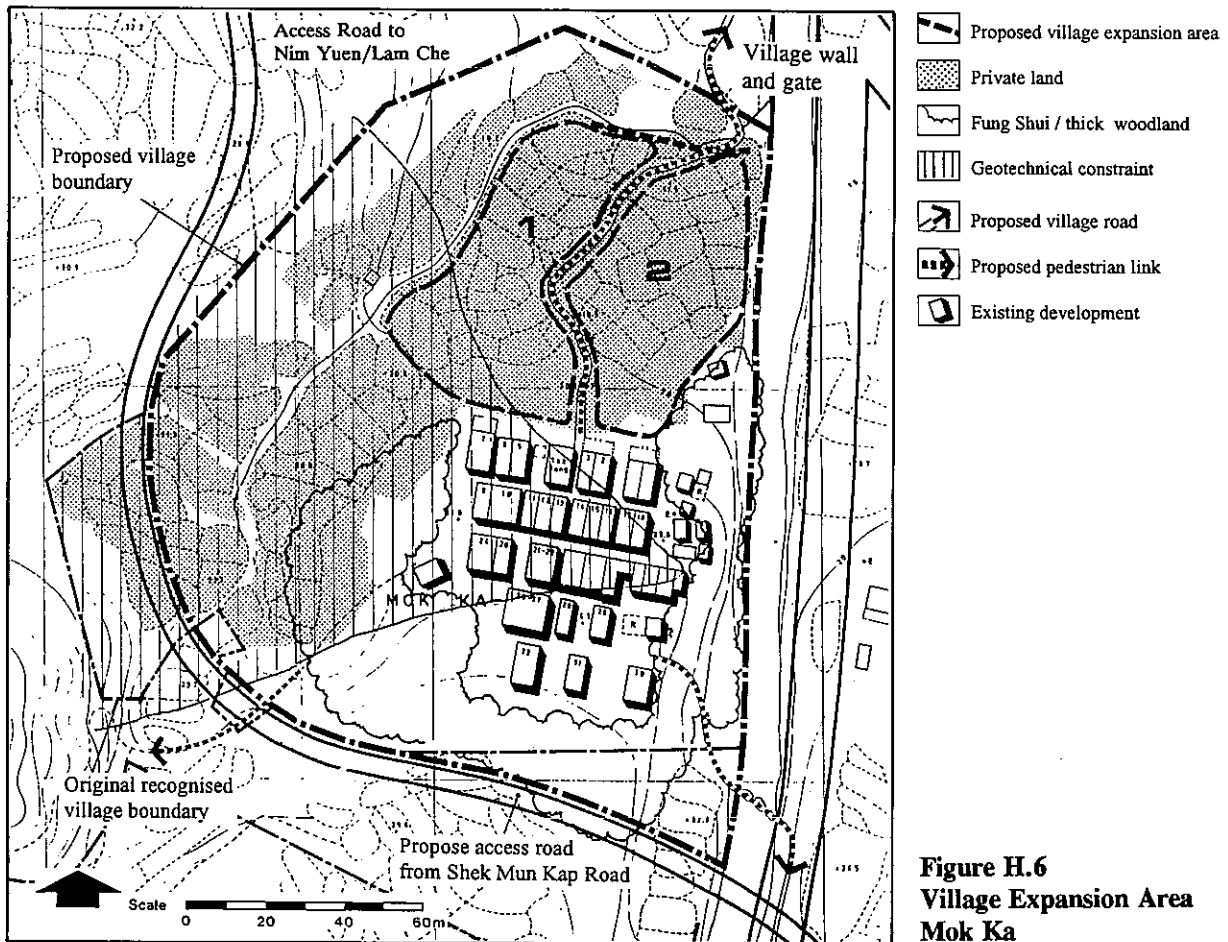 Access Road to
Nim Yuen/Lam Che
Village wall
and gate
Proposed village
boundary
1
2
MOK KA
Original recognised
village boundary
Propose access road
from Shek Mun Kap Road
Scale 0 20 40 60m
Proposed village expansion area
Private land
Fung Shui / thick woodland
Geotechnical constraint
Proposed village road
Proposed pedestrian link
Existing development
Figure H.6
Village Expansion Area
Mok Ka